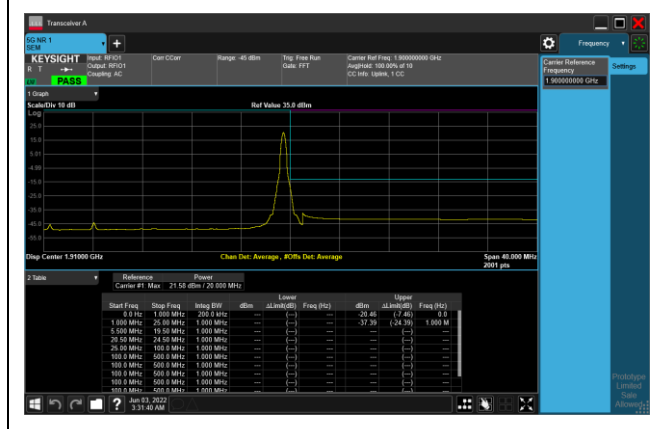 Transceiver A
5G NR 1
SEM
+
Frequency
KEYSIGHT
R T
PASS
Input: RFIO1
Output: RFIO1
Coupling: AC
Corr CCorr
Range: -45 dBm
Trig: Free Run
Gate: FFT
Carrier Ref Freq: 1.900000000 GHz
Avg|Hold: 100.00% of 10
CC Info: Uplink, 1 CC
Carrier Reference
Frequency
1.900000000 GHz
Settings
1 Graph
Scale/Div 10 dB
Ref Value 35.0 dBm
Log
25.0
15.0
5.01
-4.99
-15.0
-25.0
-35.0
-45.0
-55.0
Disp Center 1.91000 GHz
Chan Det: Average, #Offs Det: Average
Span 40.000 MHz
2001 pts
2 Table
Reference Power
Carrier #1 Max 21.58 dBm / 20.000 MHz
Lower Upper
Start Freq Stop Freq Integ BW dBm ΔLimit(dB) Freq (Hz) dBm ΔLimit(dB) Freq (Hz)
0.0 Hz 1.000 MHz 200.0 kHz --- (---) --- -20.46 (-7.46) 0.0
1.000 MHz 25.00 MHz 1.000 MHz --- (---) --- -37.39 (-24.39) 1.000 M
5.500 MHz 19.50 MHz 1.000 MHz --- (---) --- --- (---) ---
20.50 MHz 24.50 MHz 1.000 MHz --- (---) --- --- (---) ---
25.00 MHz 100.0 MHz 1.000 MHz --- (---) --- --- (---) ---
100.0 MHz 500.0 MHz 1.000 MHz --- (---) --- --- (---) ---
100.0 MHz 500.0 MHz 1.000 MHz --- (---) --- --- (---) ---
100.0 MHz 500.0 MHz 1.000 MHz --- (---) --- --- (---) ---
100.0 MHz 500.0 MHz 1.000 MHz --- (---) --- --- (---) ---
Prototype
Limited
Sale
Allowed
?
Jun 03, 2022
3:31:40 AM